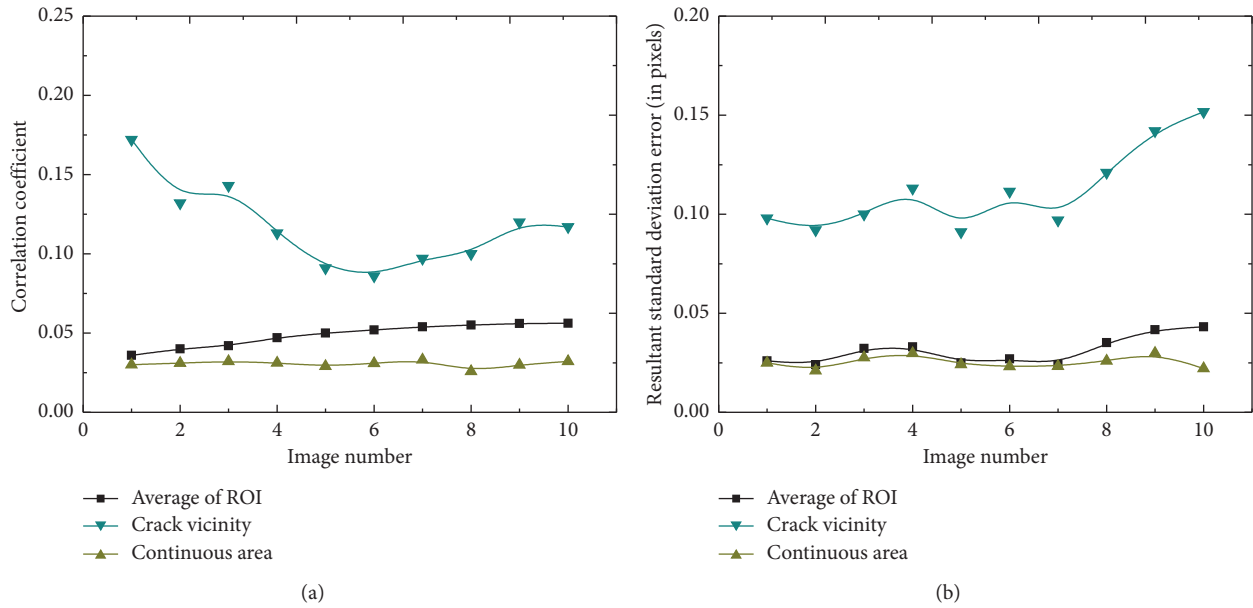 0.25
0.20
0.15
0.10
0.05
0.00
Correlation coefficient
0 2 4 6 8 10
Image number
Average of ROI
Crack vicinity
Continuous area
(a)
0.20
0.15
0.10
0.05
0.00
Resultant standard deviation error (in pixels)
0 2 4 6 8 10
Image number
Average of ROI
Crack vicinity
Continuous area
(b)